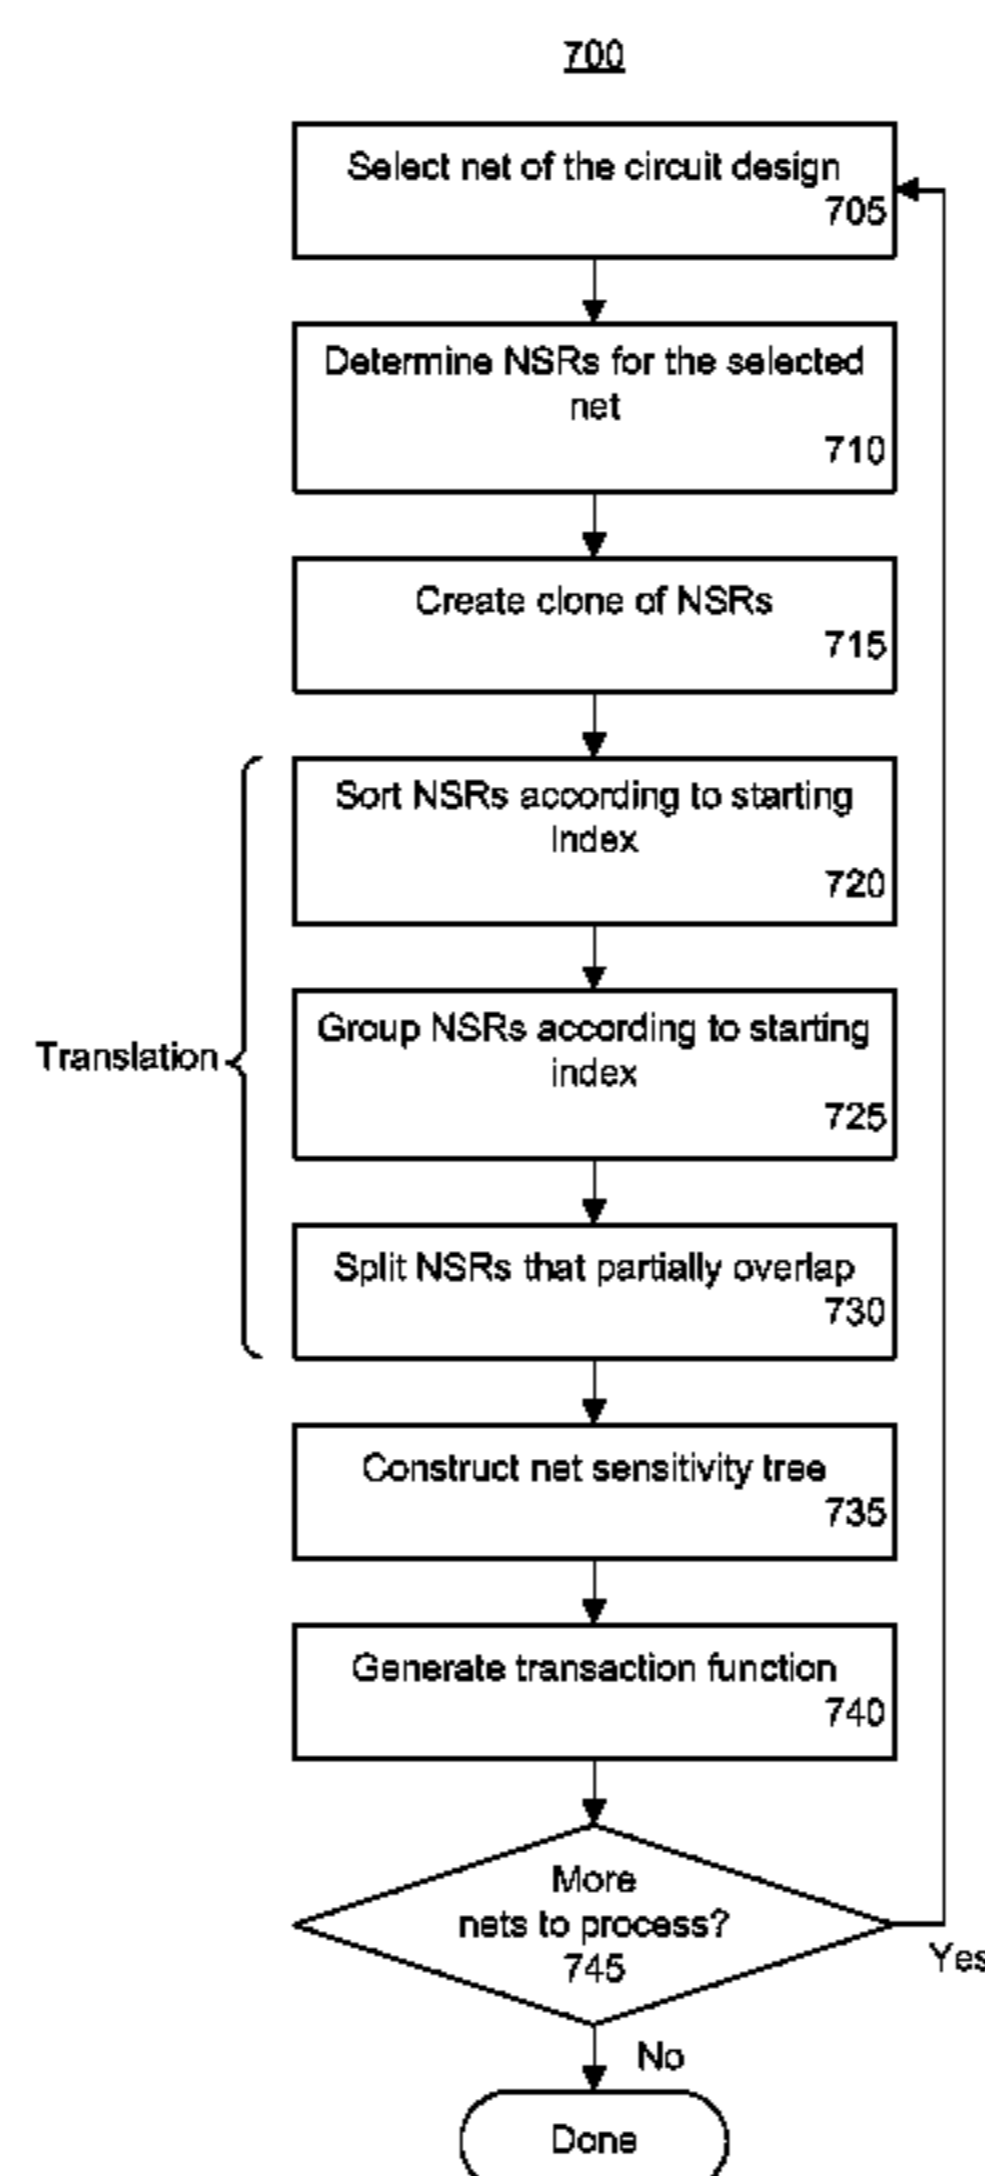 700
Select net of the circuit design
705
Determine NSRs for the selected
net
710
Create clone of NSRs
715
Sort NSRs according to starting
index
720
Group NSRs according to starting
index
725
Translation
Split NSRs that partially overlap
730
Construct net sensitivity tree
735
Generate transaction function
740
More
nets to process?
745
Yes
No
Done